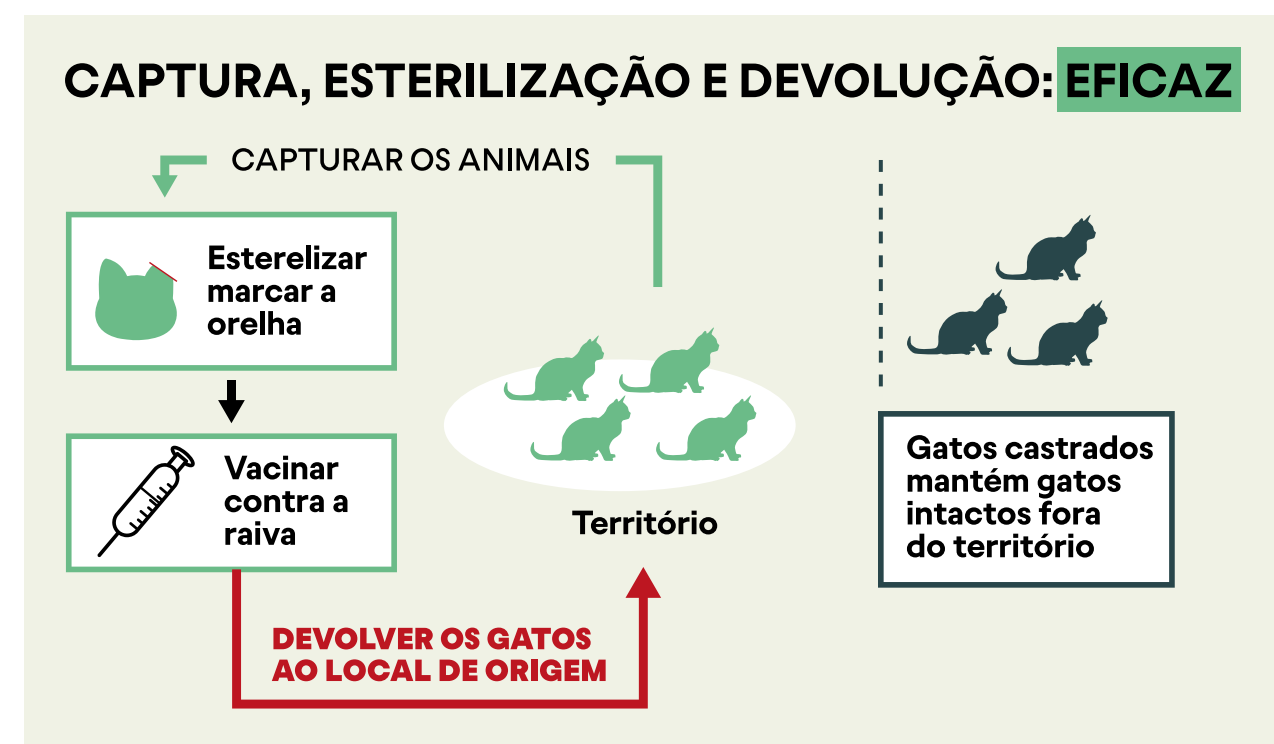 CAPTURA, ESTERILIZAÇÃO E DEVOLUÇÃO: EFICAZ
CAPTURAR OS ANIMAIS
Esterelizar
marcar a
orelha
Vacinar
contra a
raiva
DEVOLVER OS GATOS
AO LOCAL DE ORIGEM
Território
Gatos castrados
mantém gatos
intactos fora
do território